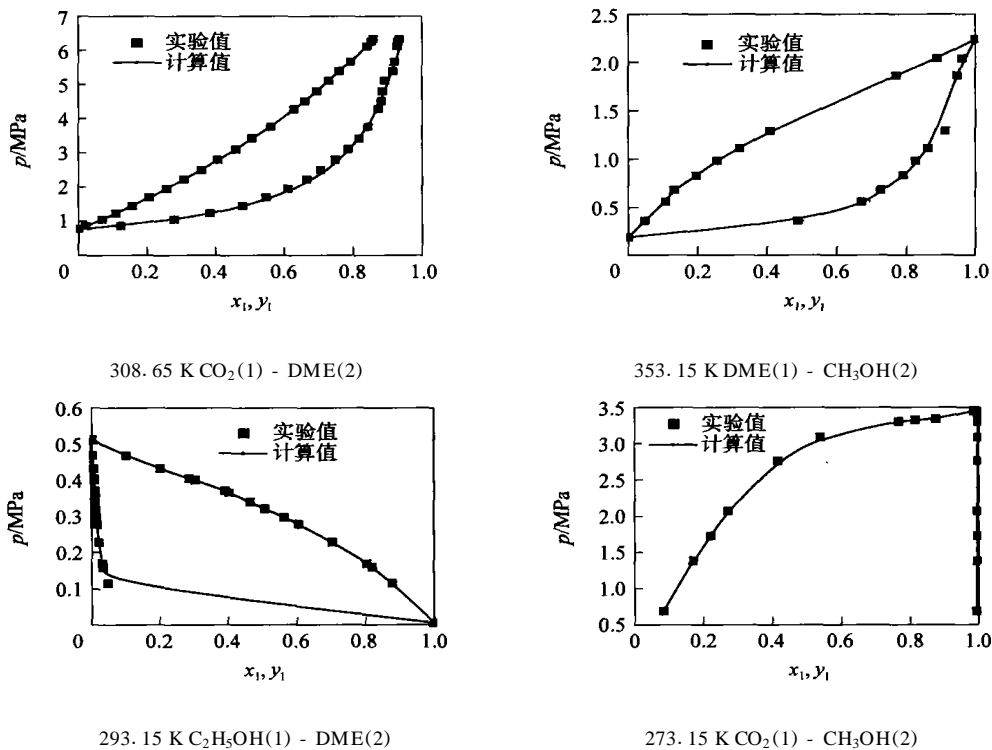 7
6
5
4
3
2
1
p/MPa
■ 实验值
计算值
0 0.2 0.4 0.6 0.8 1.0
x₁, y₁
308. 65 K CO₂(1) - DME(2)
2.5
2.0
1.5
1.0
0.5
p/MPa
■ 实验值
计算值
0 0.2 0.4 0.6 0.8 1.0
x₁, y₁
353. 15 K DME(1) - CH₃OH(2)
0.6
0.5
0.4
0.3
0.2
0.1
p/MPa
■ 实验值
计算值
0 0.2 0.4 0.6 0.8 1.0
x₁, y₁
293. 15 K C₂H₅OH(1) - DME(2)
3.5
3.0
2.5
2.0
1.5
1.0
0.5
p/MPa
■ 实验值
计算值
0 0.2 0.4 0.6 0.8 1.0
x₁, y₁
273. 15 K CO₂(1) - CH₃OH(2)